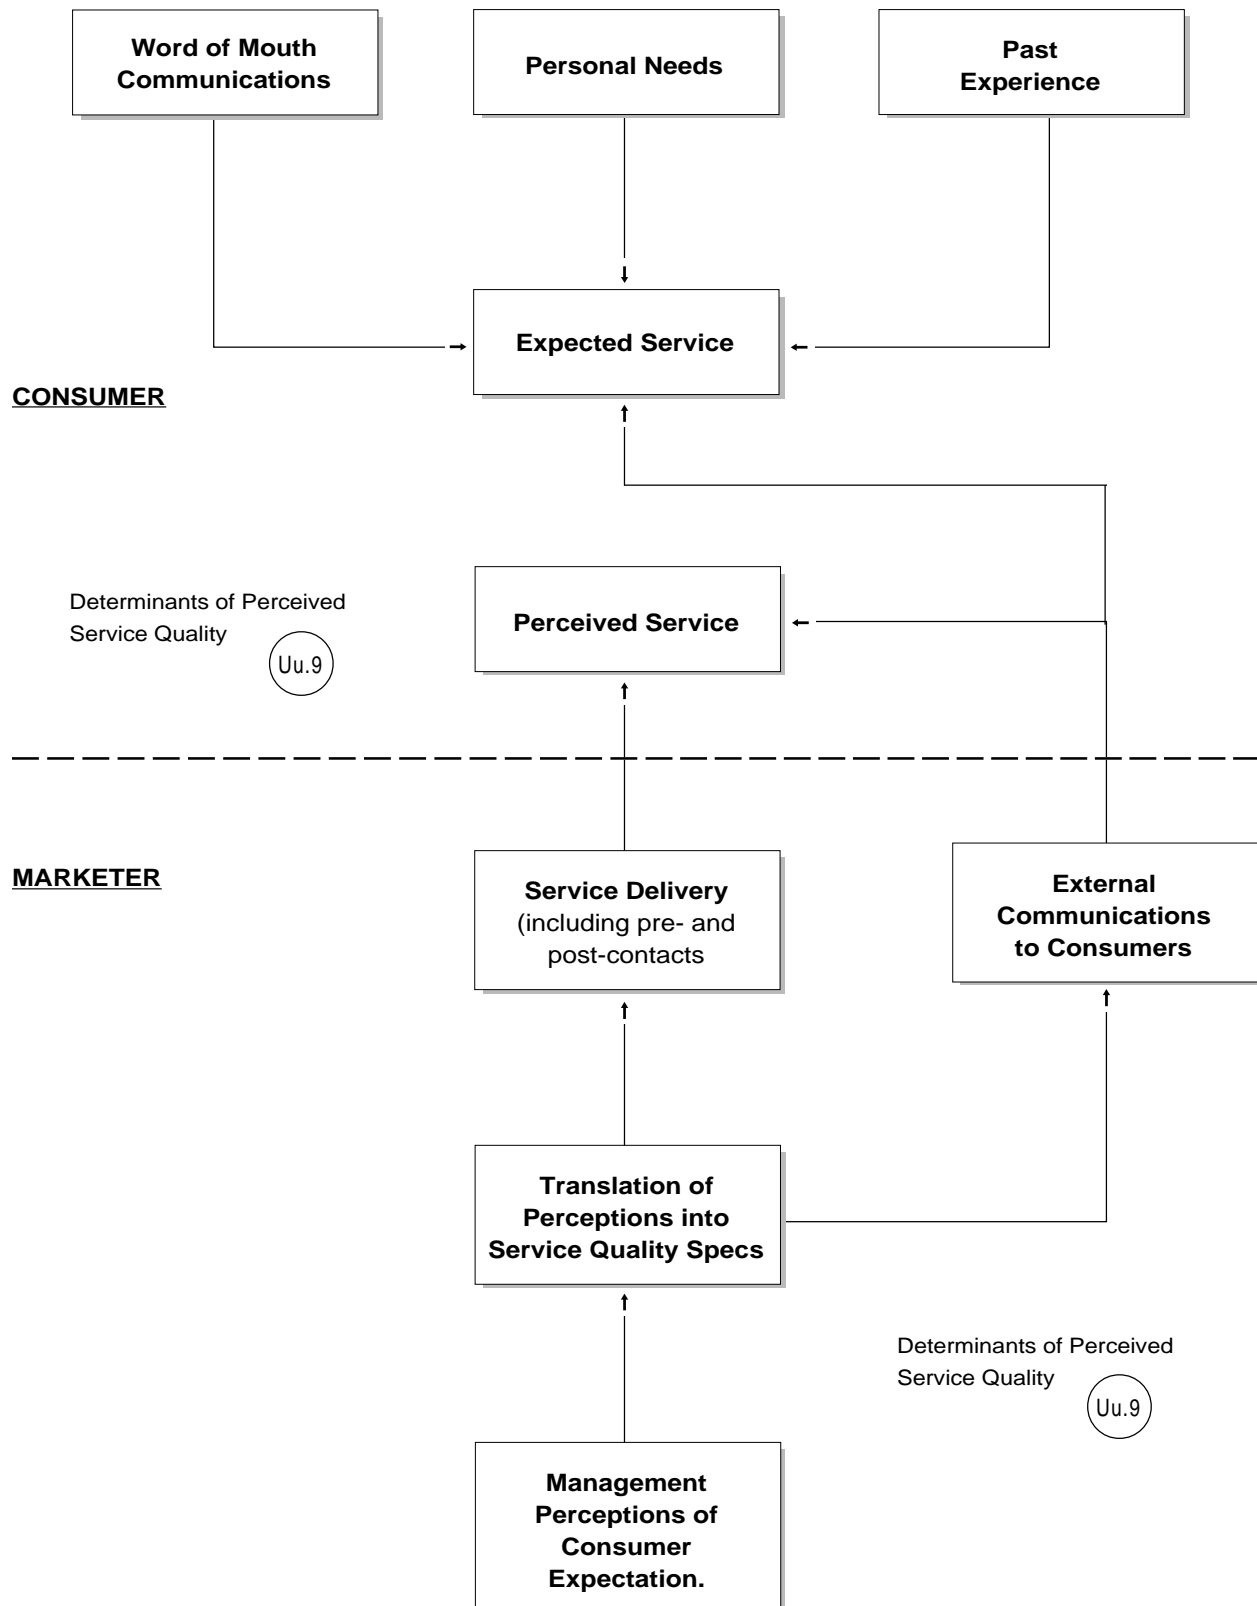 Word of Mouth
Communications
Personal Needs
Past
Experience
Expected Service
CONSUMER
Determinants of Perceived
Service Quality
Uu.9
Perceived Service
MARKETER
Service Delivery
(including pre- and
post-contacts
External
Communications
to Consumers
Translation of
Perceptions into
Service Quality Specs
Determinants of Perceived
Service Quality
Uu.9
Management
Perceptions of
Consumer
Expectation.